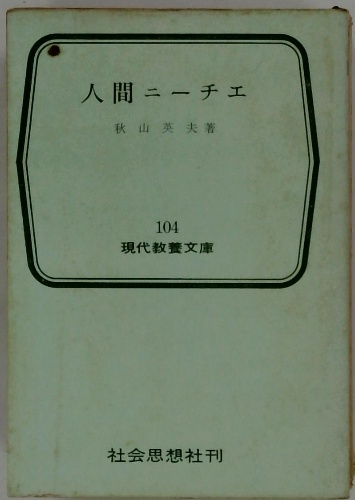 人間ニーチエ
秋山英夫著
104
現代教養文庫
社会思想社刊